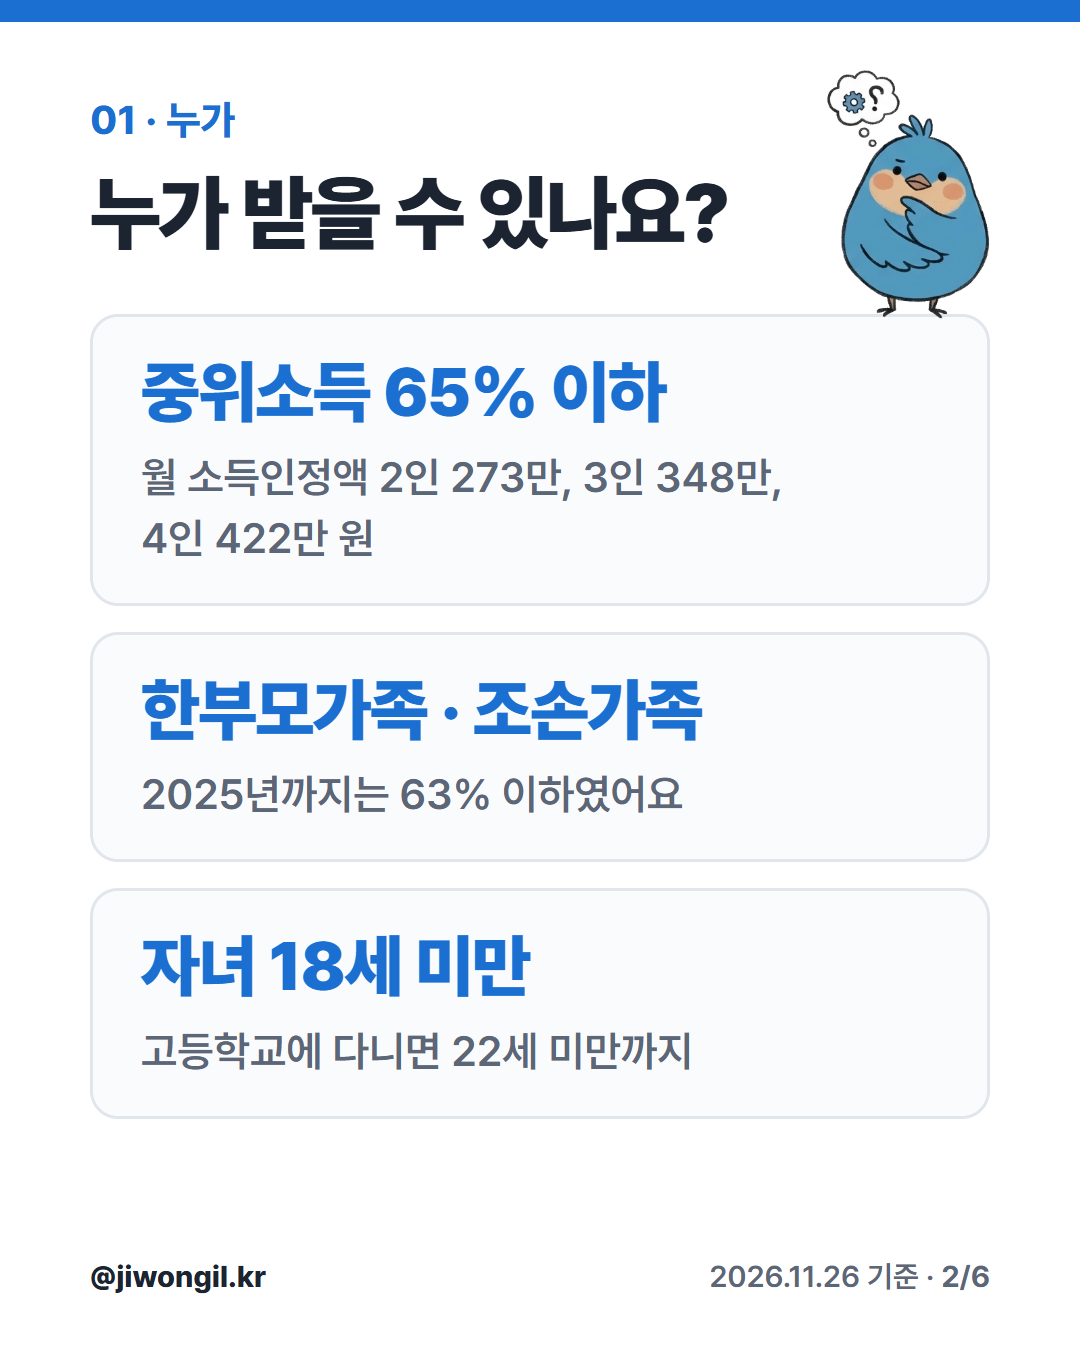 01 · 누가
누가 받을 수 있나요?
중위소득 65% 이하
월 소득인정액 2인 273만, 3인 348만,
4인 422만 원
한부모가족 · 조손가족
2025년까지는 63% 이하였어요
자녀 18세 미만
고등학교에 다니면 22세 미만까지
@jiwongil.kr
2026.11.26 기준 · 2/6